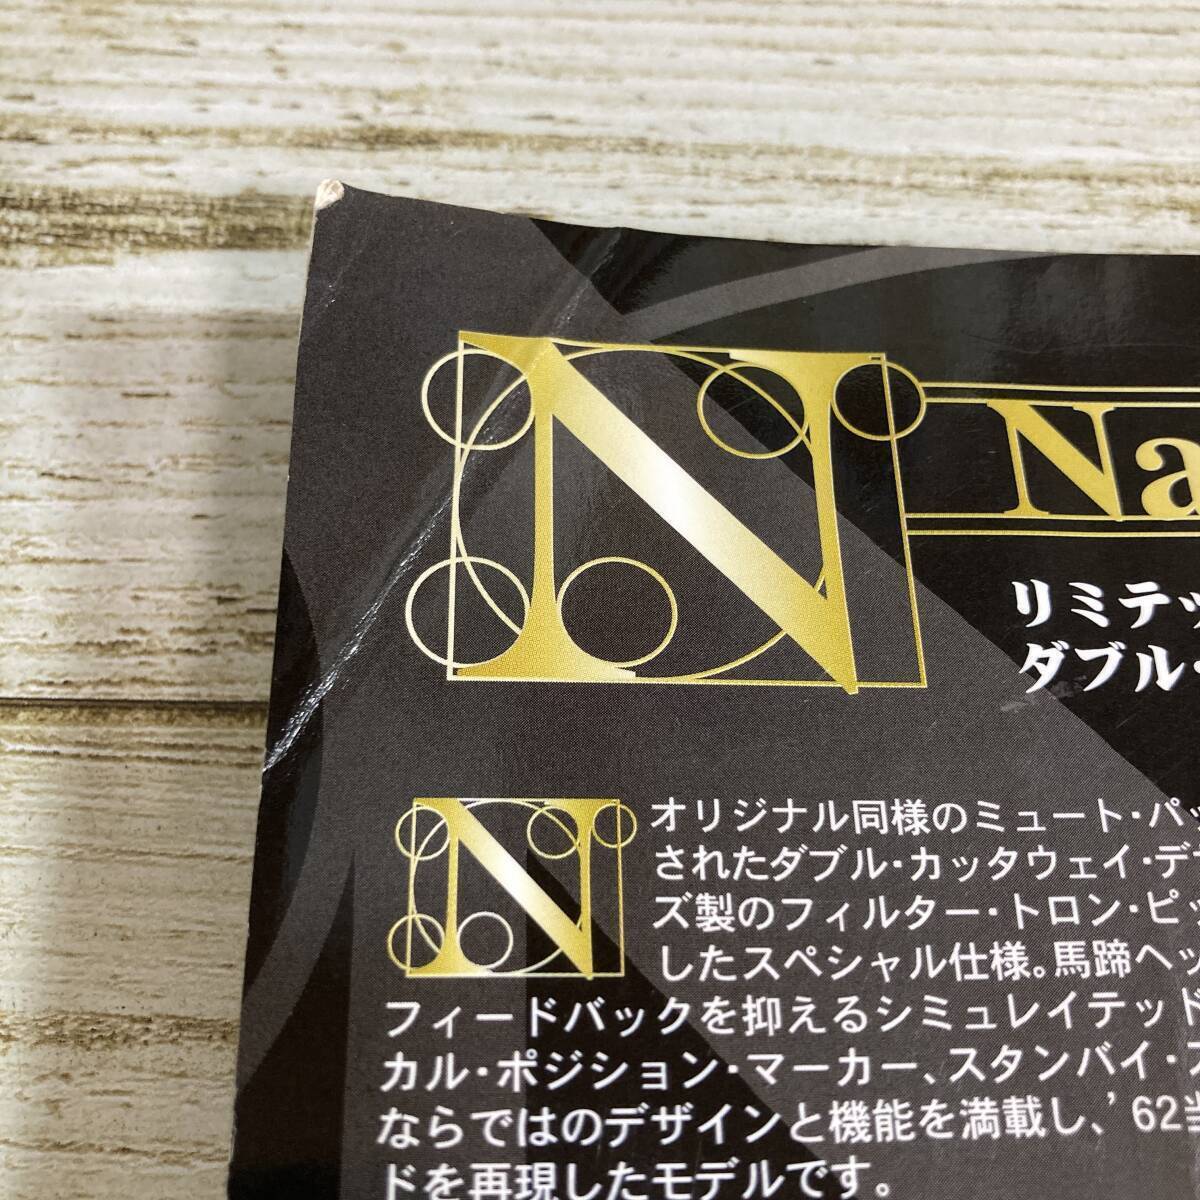 N
Na
リミテッ
ダブル・
N
オリジナル同様のミュート・パッ
されたダブル・カッタウェイ・デザ
ズ製のフィルター・トロン・ピッ
したスペシャル仕様。馬蹄ヘッ
フィードバックを抑えるシミュレイテッド
カル・ポジション・マーカー、スタンバイ・ス
ならではのデザインと機能を満載し、'62当
ドを再現したモデルです。